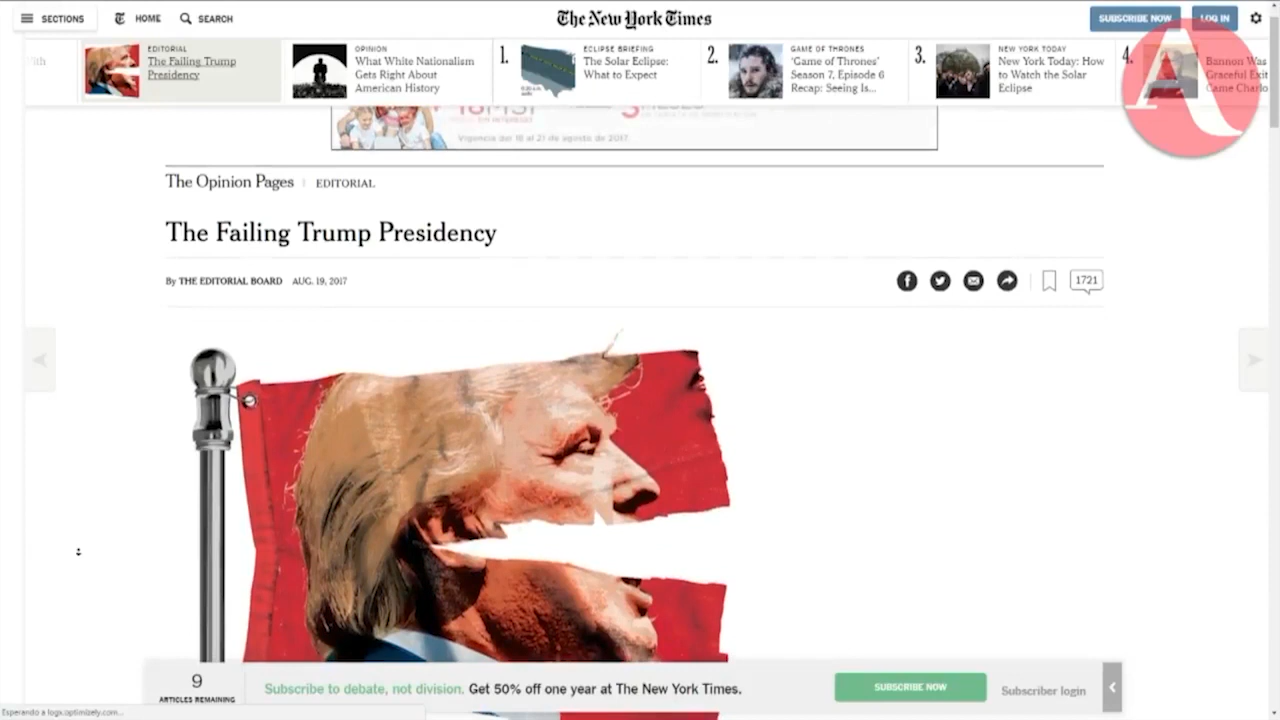 SECTIONS
HOME
SEARCH
The New York Times
SUBSCRIBE NOW
LOG IN
With
EDITORIAL
The Failing Trump
Presidency
OPINION
What White Nationalism
Gets Right About
American History
1.
ECLIPSE BRIEFING
The Solar Eclipse:
What to Expect
2.
GAME OF THRONES
'Game of Thrones'
Season 7, Episode 6
Recap: Seeing Is...
3.
NEW YORK TODAY
New York Today: How
to Watch the Solar
Eclipse
4.
Bannon Was
Graceful Exit
Came Charlo
A
Vigencia del 18 al 21 de agosto de 2017.
The Opinion Pages
EDITORIAL
The Failing Trump Presidency
By THE EDITORIAL BOARD AUG. 19, 2017
1721
9
ARTICLES REMAINING
Subscribe to debate, not division. Get 50% off one year at The New York Times.
SUBSCRIBE NOW
Subscriber login
Esperando a logx.optimizely.com...